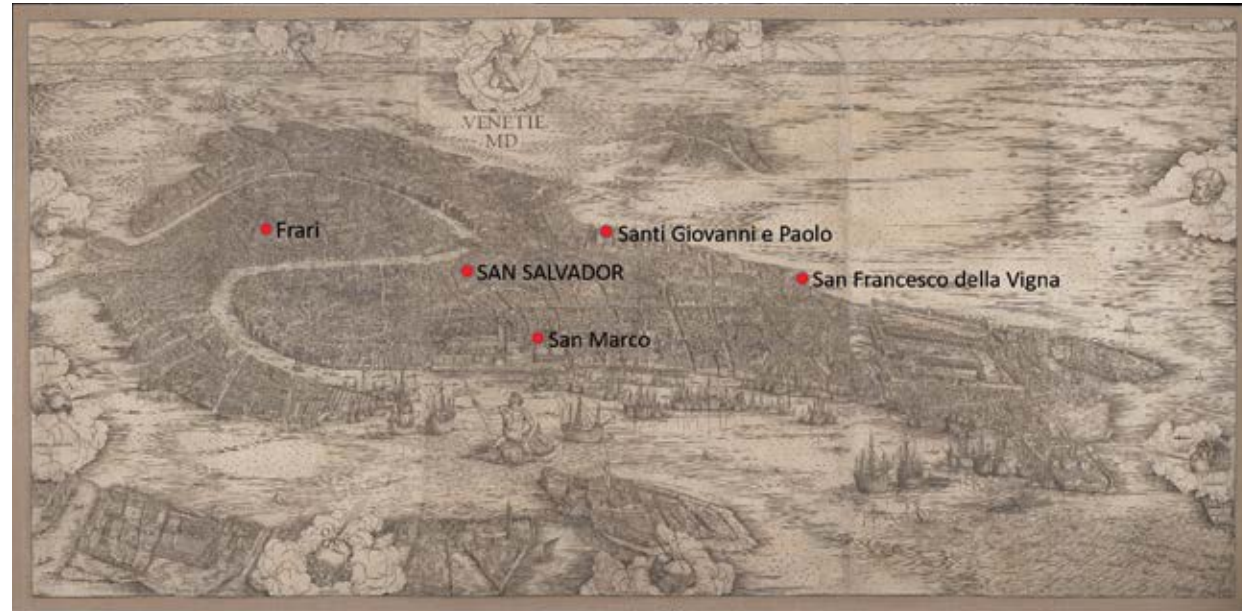 VENETIE
MD
Frari
Santi Giovanni e Paolo
SAN SALVADOR
San Francesco della Vigna
San Marco